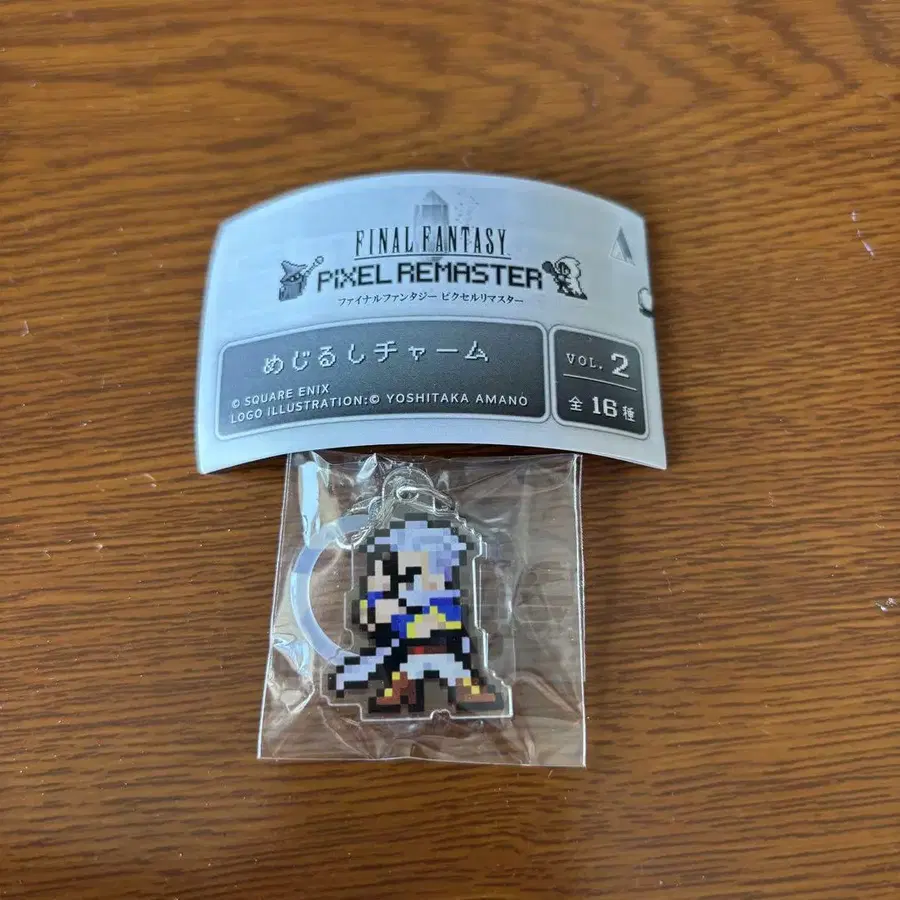 FINAL FANTASY
PIXEL REMASTER
ファイナルファンタジー ピクセルリマスター
めじるしチャーム
© SQUARE ENIX
LOGO ILLUSTRATION:© YOSHITAKA AMANO
VOL. 2
全16種